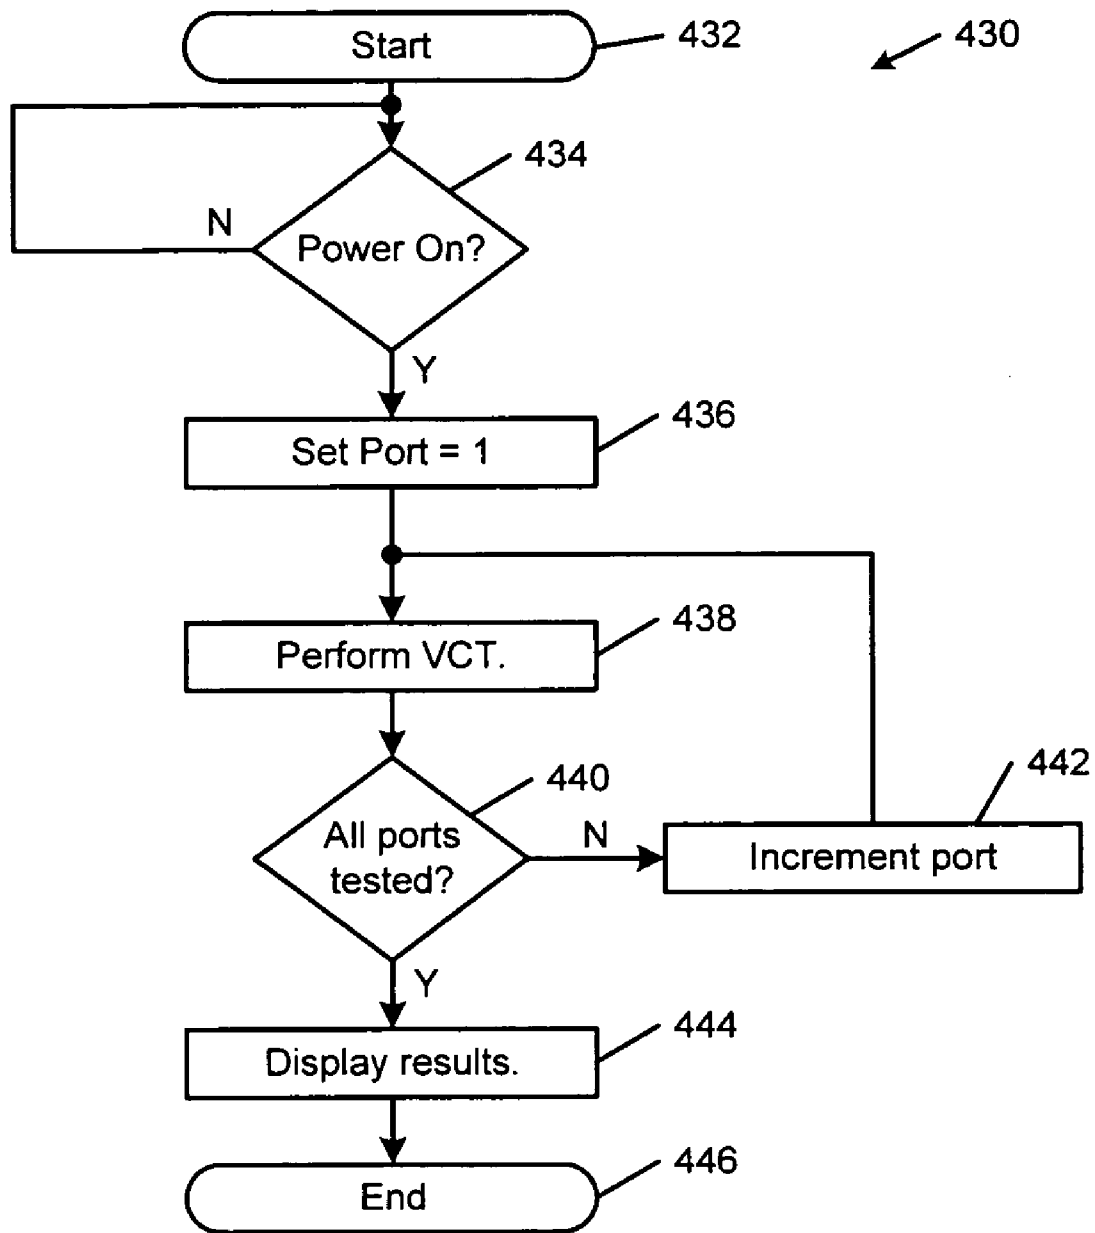 Start
432
430
434
N
Power On?
Y
436
Set Port = 1
438
Perform VCT.
440
442
All ports
tested?
N
Increment port
Y
444
Display results.
446
End